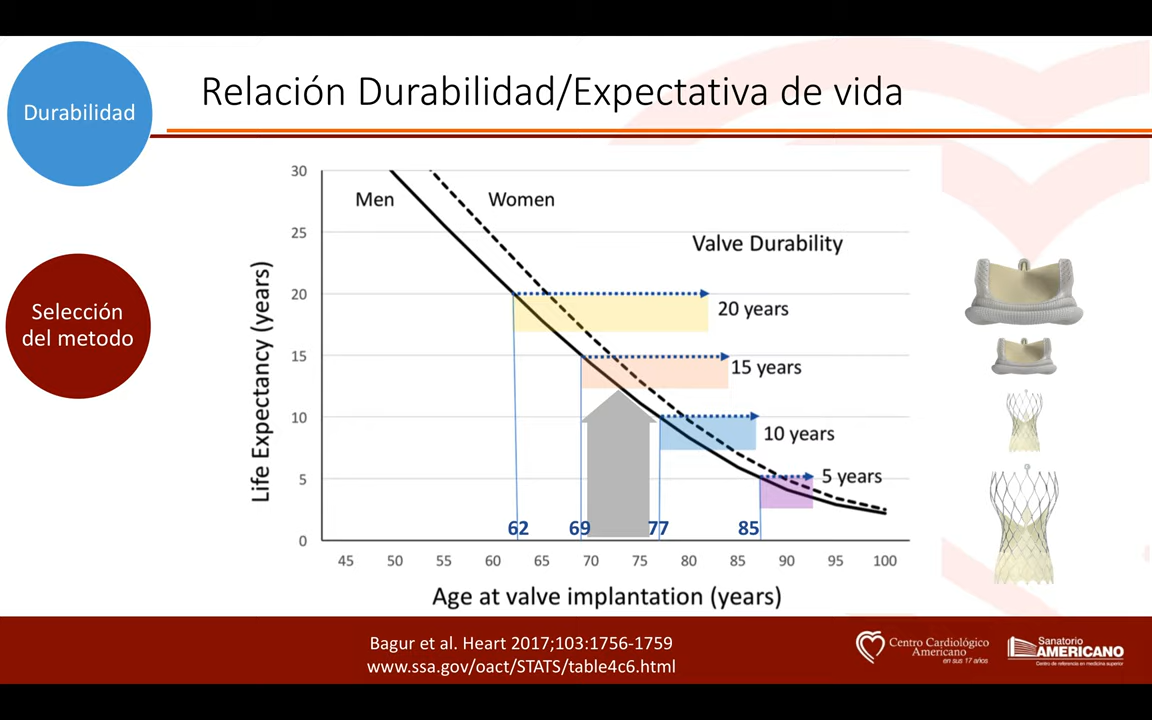 Durabilidad
Relación Durabilidad/Expectativa de vida
Selección
del metodo
Life Expectancy (years)
30
25
20
15
10
5
0
Men
Women
Valve Durability
20 years
15 years
10 years
5 years
62
69
77
85
45
50
55
60
65
70
75
80
85
90
95
100
Age at valve implantation (years)
Bagur et al. Heart 2017;103:1756-1759
www.ssa.gov/oact/STATS/table4c6.html
Centro Cardiológico
Americano
en sus 17 años
Sanatorio
AMERICANO
Centro de referencia en medicina superior